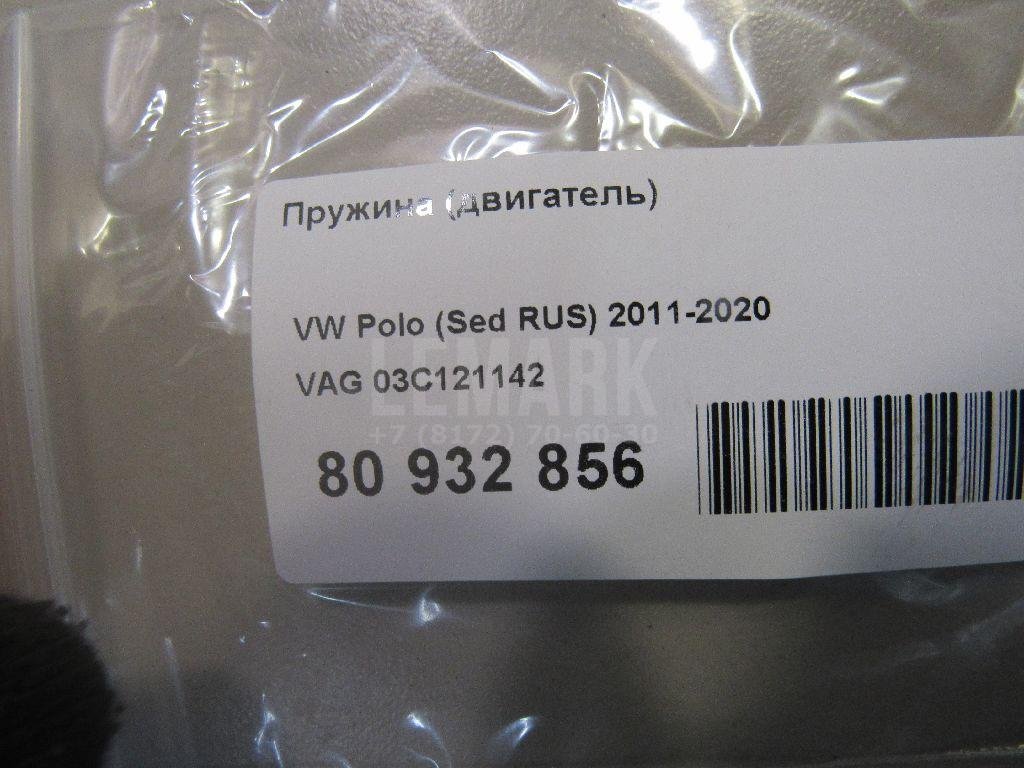 Пружина (двигатель)
VW Polo (Sed RUS) 2011-2020
VAG 03C121142
LEMARK
+7 (8172) 70-60-30
80 932 856